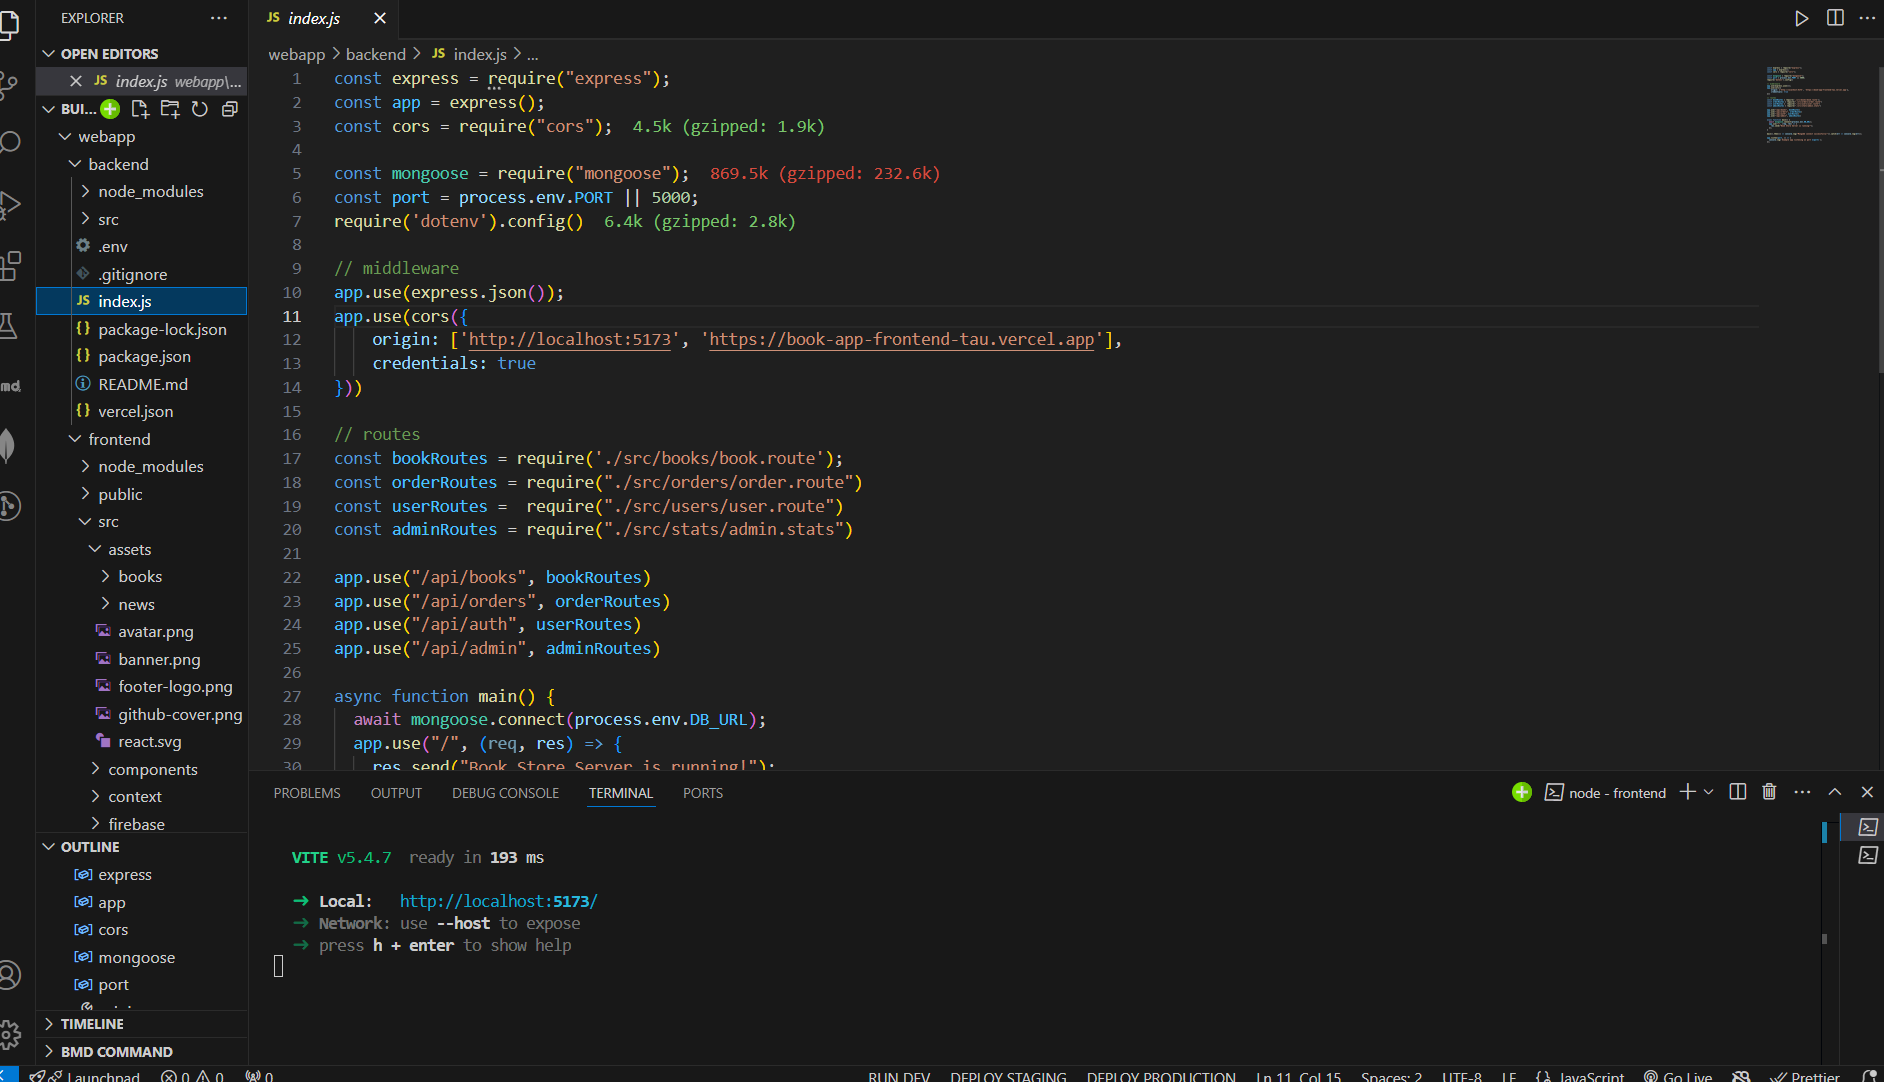 EXPLORER
OPEN EDITORS
JS index.js webapp\...
BUI...
webapp
backend
node_modules
src
.env
.gitignore
JS index.js
{} package-lock.json
{} package.json
README.md
{} vercel.json
frontend
node_modules
public
src
assets
books
news
avatar.png
banner.png
footer-logo.png
github-cover.png
react.svg
components
context
firebase
OUTLINE
express
app
cors
mongoose
port
TIMELINE
BMD COMMAND
JS index.js
webapp > backend > JS index.js > ...
1 const express = require("express");
2 const app = express();
3 const cors = require("cors"); 4.5k (gzipped: 1.9k)
4
5 const mongoose = require("mongoose"); 869.5k (gzipped: 232.6k)
6 const port = process.env.PORT || 5000;
7 require('dotenv').config() 6.4k (gzipped: 2.8k)
8
9 // middleware
10 app.use(express.json());
11 app.use(cors({
12 origin: ['http://localhost:5173', 'https://book-app-frontend-tau.vercel.app'],
13 credentials: true
14 }))
15
16 // routes
17 const bookRoutes = require('./src/books/book.route');
18 const orderRoutes = require("./src/orders/order.route")
19 const userRoutes =  require("./src/users/user.route")
20 const adminRoutes = require("./src/stats/admin.stats")
21
22 app.use("/api/books", bookRoutes)
23 app.use("/api/orders", orderRoutes)
24 app.use("/api/auth", userRoutes)
25 app.use("/api/admin", adminRoutes)
26
27 async function main() {
28 await mongoose.connect(process.env.DB_URL);
29 app.use("/", (req, res) => {
30 res.send("Book Store Server is running!");
PROBLEMS OUTPUT DEBUG CONSOLE TERMINAL PORTS
node - frontend
VITE v5.4.7 ready in 193 ms
➜ Local: http://localhost:5173/
➜ Network: use --host to expose
➜ press h + enter to show help
md
Launchpad 0 0 0
RUN DEV DEPLOY STAGING DEPLOY PRODUCTION Ln 11, Col 15 Spaces: 2 UTF-8 LF {} JavaScript Go Live Prettier